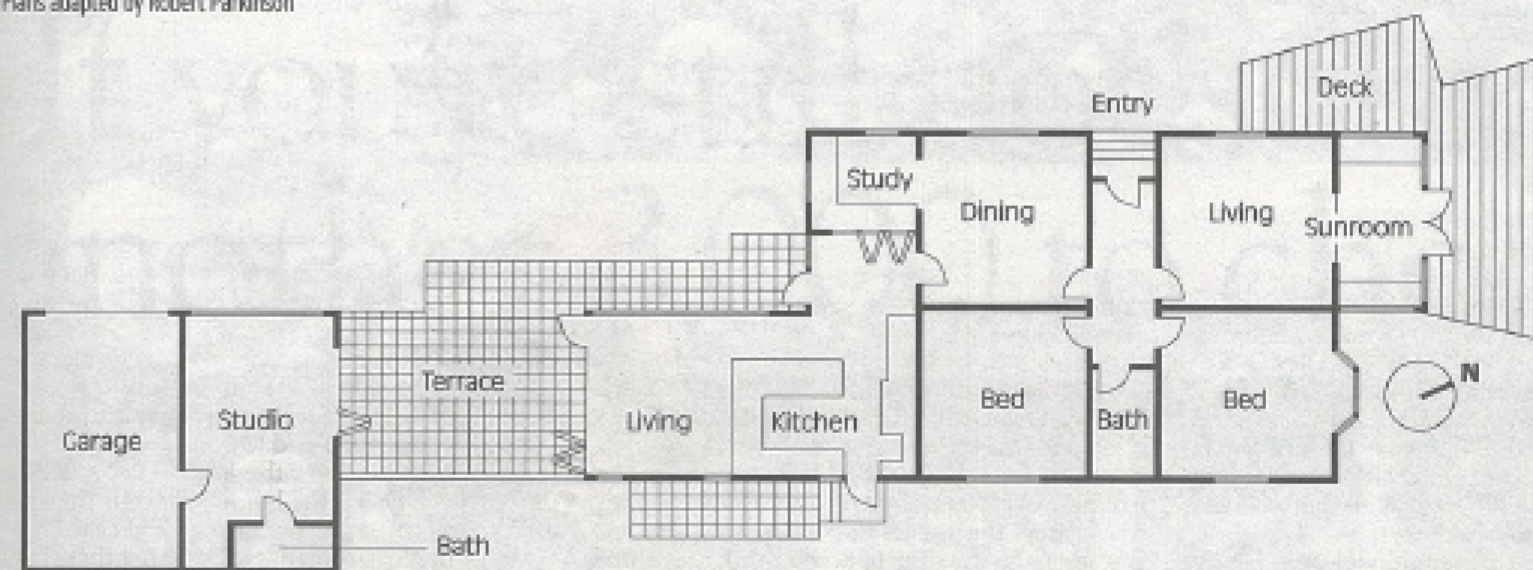 Plans adapted by Robert Parkinson
Deck
Entry
Study
Dining
Living
Sunroom
Terrace
Studio
Garage
Living
Kitchen
Bed
Bath
Bed
N
Bath